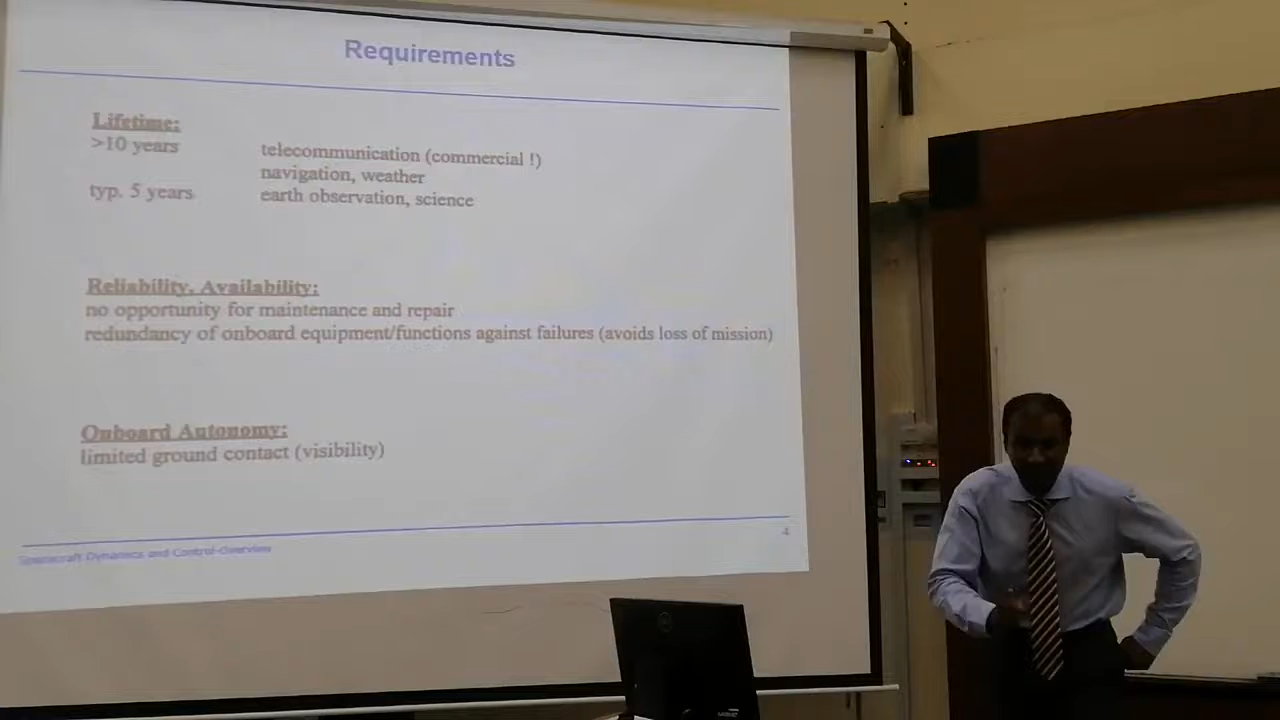 Requirements
Lifetime:
>10 years telecommunication (commercial !)
navigation, weather
typ. 5 years earth observation, science
Reliability, Availability:
no opportunity for maintenance and repair
redundancy of onboard equipment/functions against failures (avoids loss of mission)
Onboard Autonomy:
limited ground contact (visibility)
4
Spacecraft Dynamics and Control-Overview